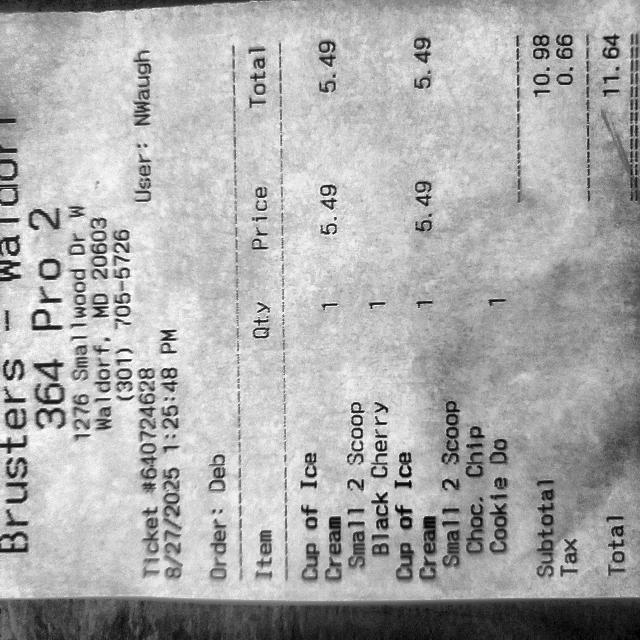 Brusters - Waldorf
364 Pro 2
1276 Smallwood Dr W
Waldorf, MD 20603
(301) 705-5726
Ticket #640724628
8/27/2025 1:25:48 PM User: NWaugh
Order: Deb
Item Qty Price Total
Cup of Ice
Cream 1 5.49 5.49
Small 2 Scoop
Black Cherry 1
Cup of Ice
Cream 1 5.49 5.49
Small 2 Scoop
Choc. Chip
Cookie Do 1
Subtotal 10.98
Tax 0.66
Total 11.64